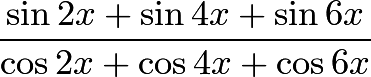 sin 2x + sin 4x + sin 6x
cos 2x + cos 4x + cos 6x